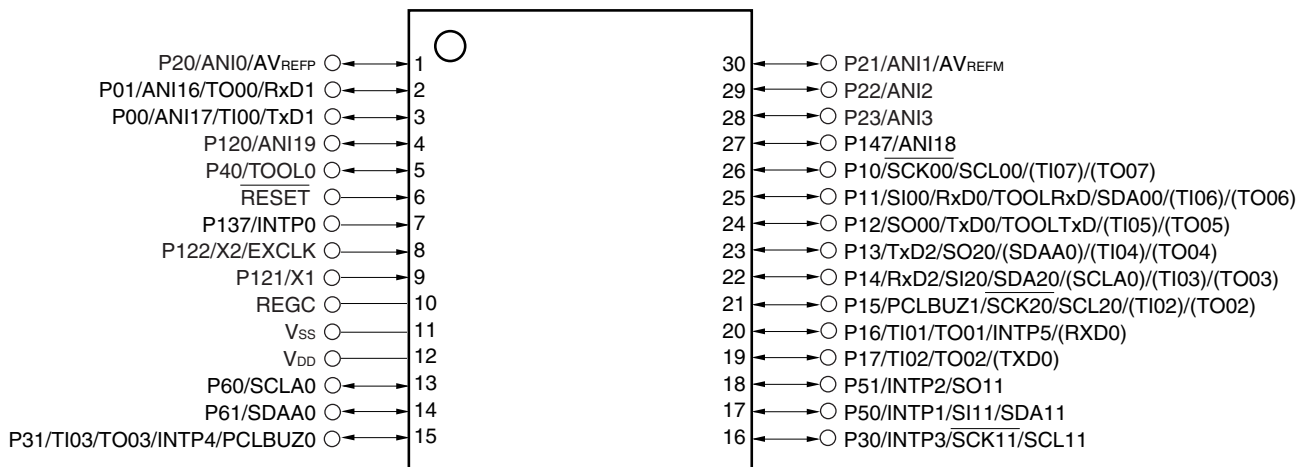 P20/ANI0/AVREFP 1
P01/ANI16/TO00/RxD1 2
P00/ANI17/TI00/TxD1 3
P120/ANI19 4
P40/TOOL0 5
RESET 6
P137/INTP0 7
P122/X2/EXCLK 8
P121/X1 9
REGC 10
VSS 11
VDD 12
P60/SCLA0 13
P61/SDAA0 14
P31/TI03/TO03/INTP4/PCLBUZ0 15
30 P21/ANI1/AVREFM
29 P22/ANI2
28 P23/ANI3
27 P147/ANI18
26 P10/SCK00/SCL00/(TI07)/(TO07)
25 P11/SI00/RxD0/TOOLRxD/SDA00/(TI06)/(TO06)
24 P12/SO00/TxD0/TOOLTxD/(TI05)/(TO05)
23 P13/TxD2/SO20/(SDAA0)/(TI04)/(TO04)
22 P14/RxD2/SI20/SDA20/(SCLA0)/(TI03)/(TO03)
21 P15/PCLBUZ1/SCK20/SCL20/(TI02)/(TO02)
20 P16/TI01/TO01/INTP5/(RXD0)
19 P17/TI02/TO02/(TXD0)
18 P51/INTP2/SO11
17 P50/INTP1/SI11/SDA11
16 P30/INTP3/SCK11/SCL11